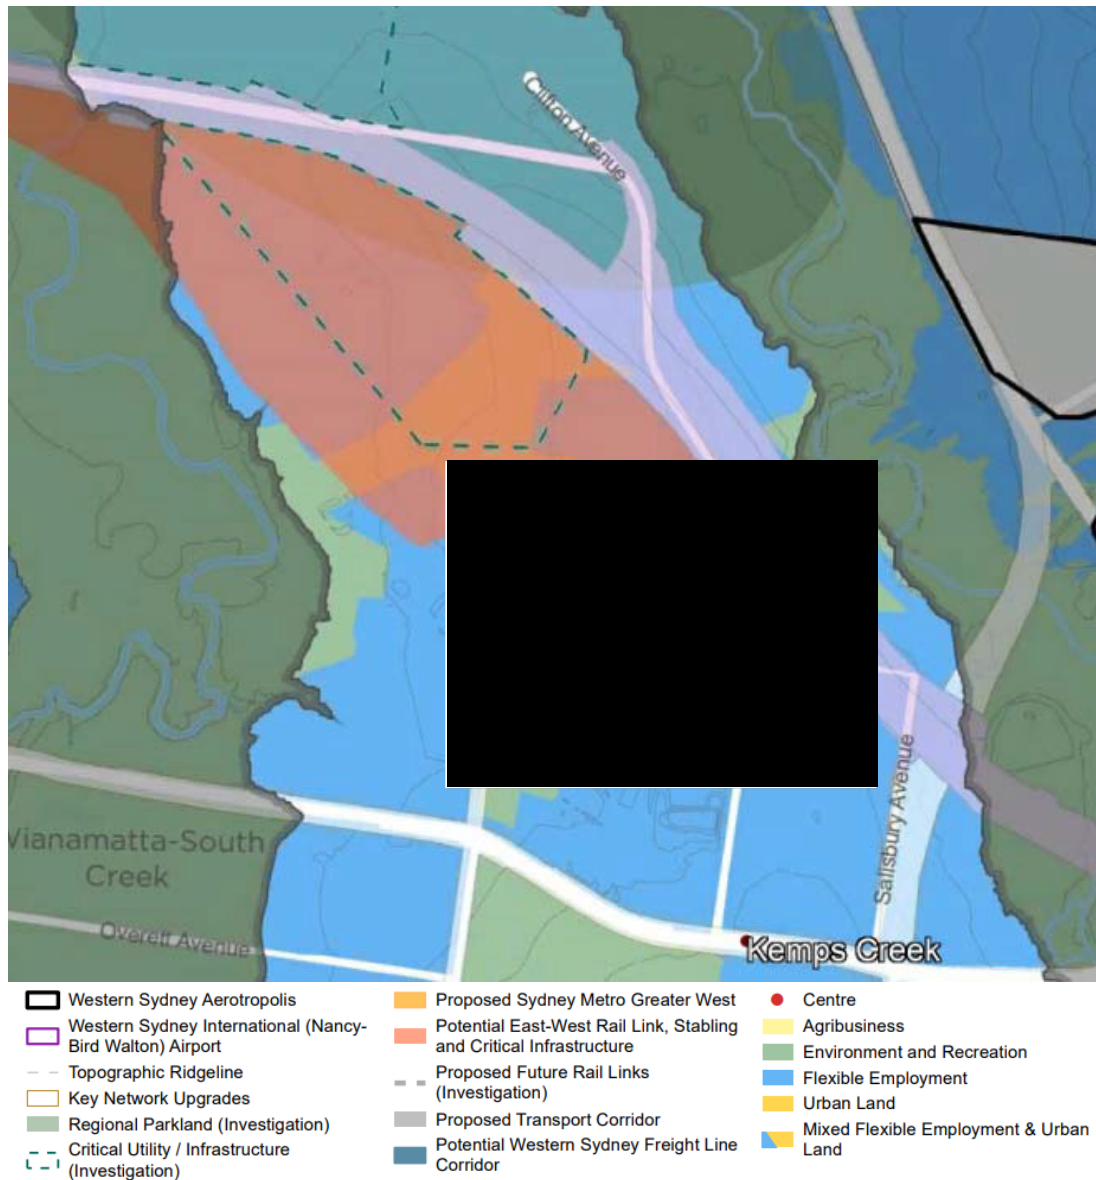 Clifton Avenue
Salisbury Avenue
Wianamatta-South
Creek
Overett Avenue
Kemps Creek
Western Sydney Aerotropolis
Western Sydney International (Nancy-
Bird Walton) Airport
Topographic Ridgeline
Key Network Upgrades
Regional Parkland (Investigation)
Critical Utility / Infrastructure
(Investigation)
Proposed Sydney Metro Greater West
Potential East-West Rail Link, Stabling
and Critical Infrastructure
Proposed Future Rail Links
(Investigation)
Proposed Transport Corridor
Potential Western Sydney Freight Line
Corridor
Centre
Agribusiness
Environment and Recreation
Flexible Employment
Urban Land
Mixed Flexible Employment & Urban
Land